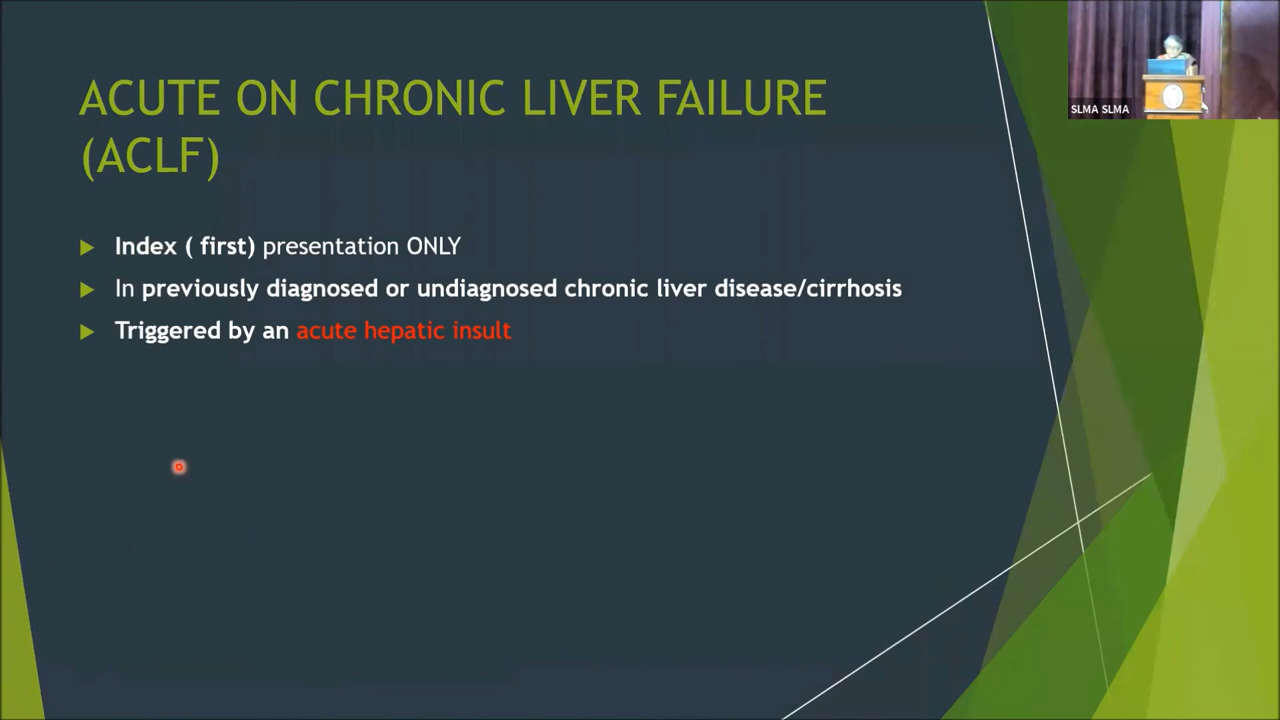 ACUTE ON CHRONIC LIVER FAILURE
(ACLF)
Index ( first) presentation ONLY
In previously diagnosed or undiagnosed chronic liver disease/cirrhosis
Triggered by an acute hepatic insult
SLMA SLMA